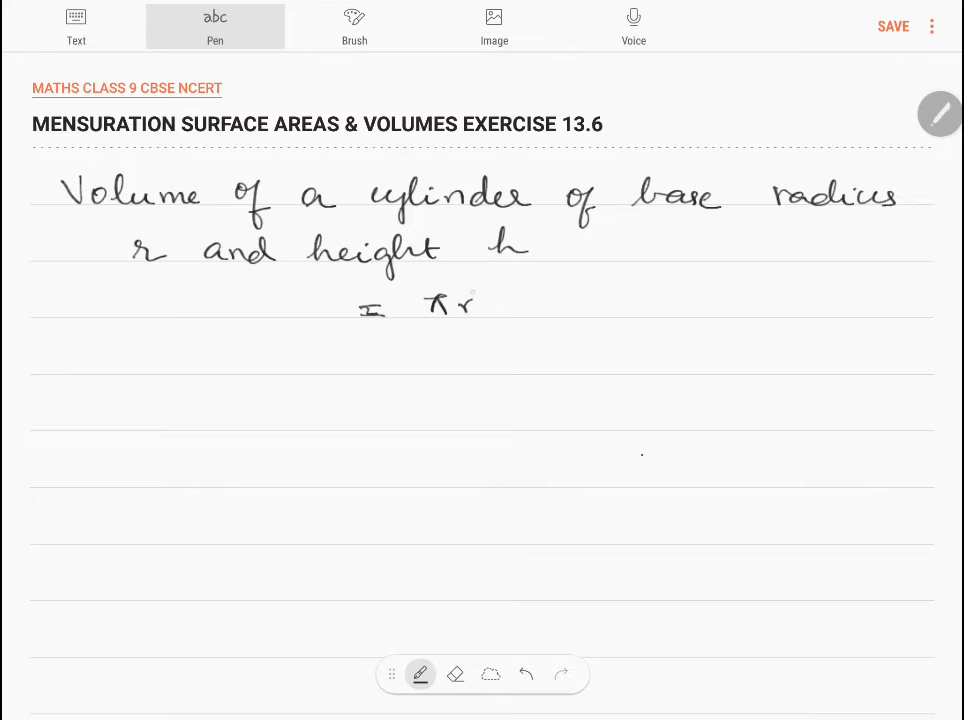 Text
abc
Pen
Brush
Image
Voice
SAVE
MATHS CLASS 9 CBSE NCERT
MENSURATION SURFACE AREAS & VOLUMES EXERCISE 13.6
Volume of a cylinder of base radius
r and height h
= πr